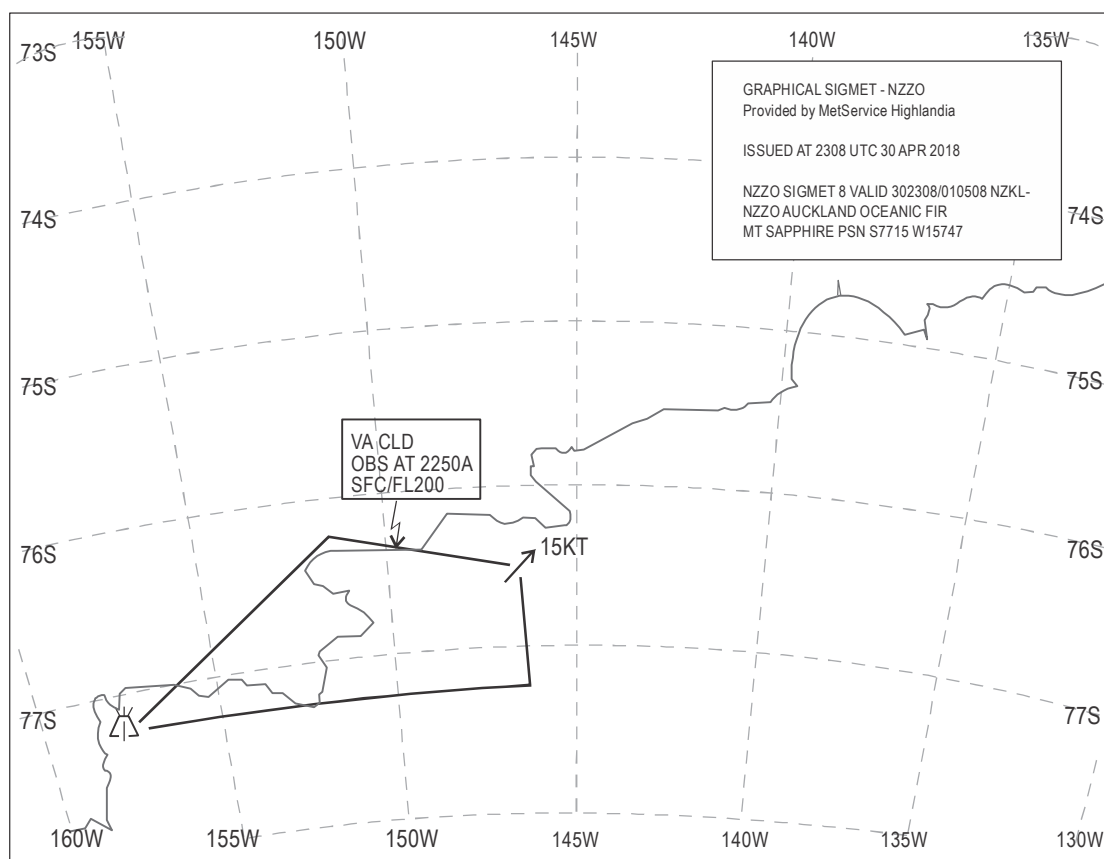 155W
150W
145W
140W
135W
73S
GRAPHICAL SIGMET - NZZO
Provided by MetService Highlandia
ISSUED AT 2308 UTC 30 APR 2018
NZZO SIGMET 8 VALID 302308/010508 NZKL-
NZZO AUCKLAND OCEANIC FIR
MT SAPPHIRE PSN S7715 W15747
74S
74S
75S
75S
VA CLD
OBS AT 2250A
SFC/FL200
76S
15KT
76S
77S
77S
160W
155W
150W
145W
140W
135W
130W